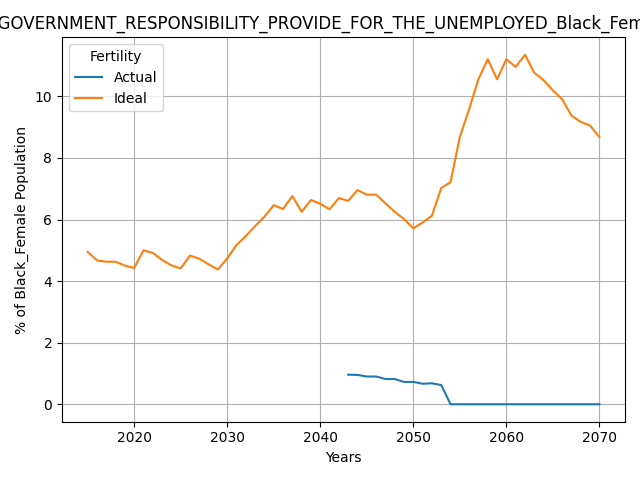 GOVERNMENT_RESPONSIBILITY_PROVIDE_FOR_THE_UNEMPLOYED_Black_Fem
Fertility
Actual
Ideal
% of Black_Female Population
10
8
6
4
2
0
2020 2030 2040 2050 2060 2070
Years